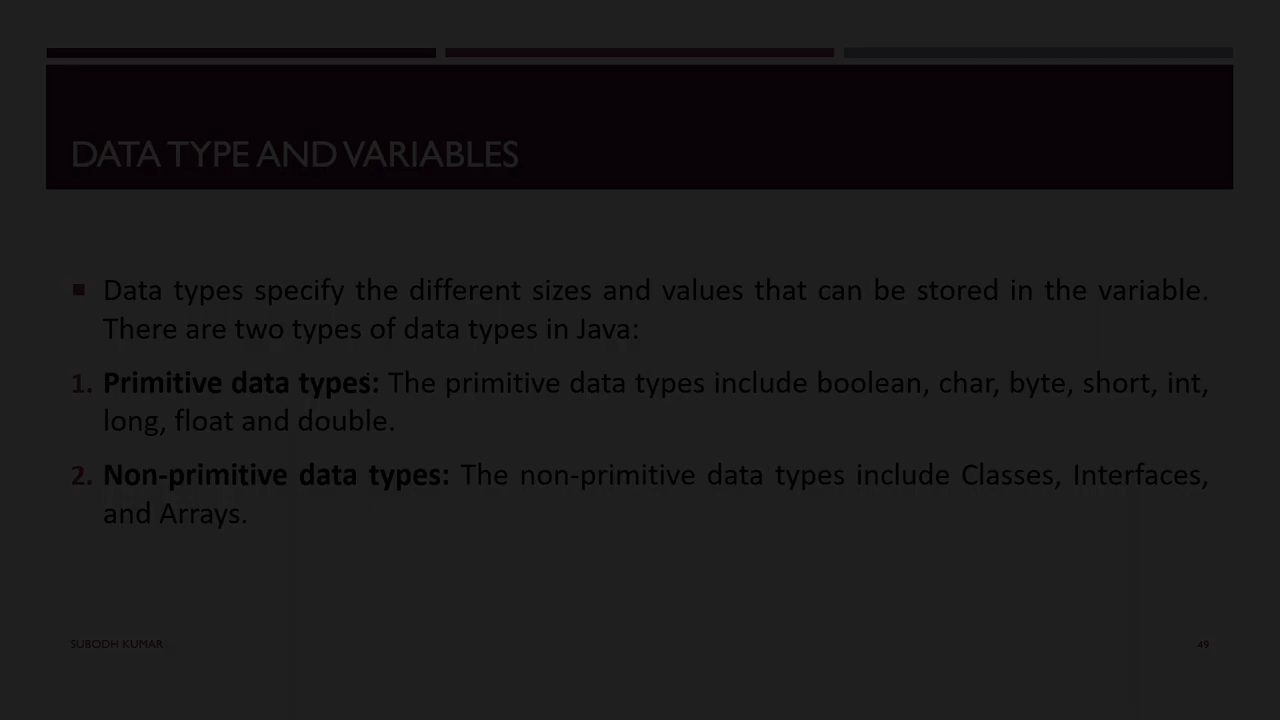 DATA TYPE AND VARIABLES
■ Data types specify the different sizes and values that can be stored in the variable.
There are two types of data types in Java:
1. Primitive data types: The primitive data types include boolean, char, byte, short, int,
long, float and double.
2. Non-primitive data types: The non-primitive data types include Classes, Interfaces,
and Arrays.
SUBODH KUMAR
49